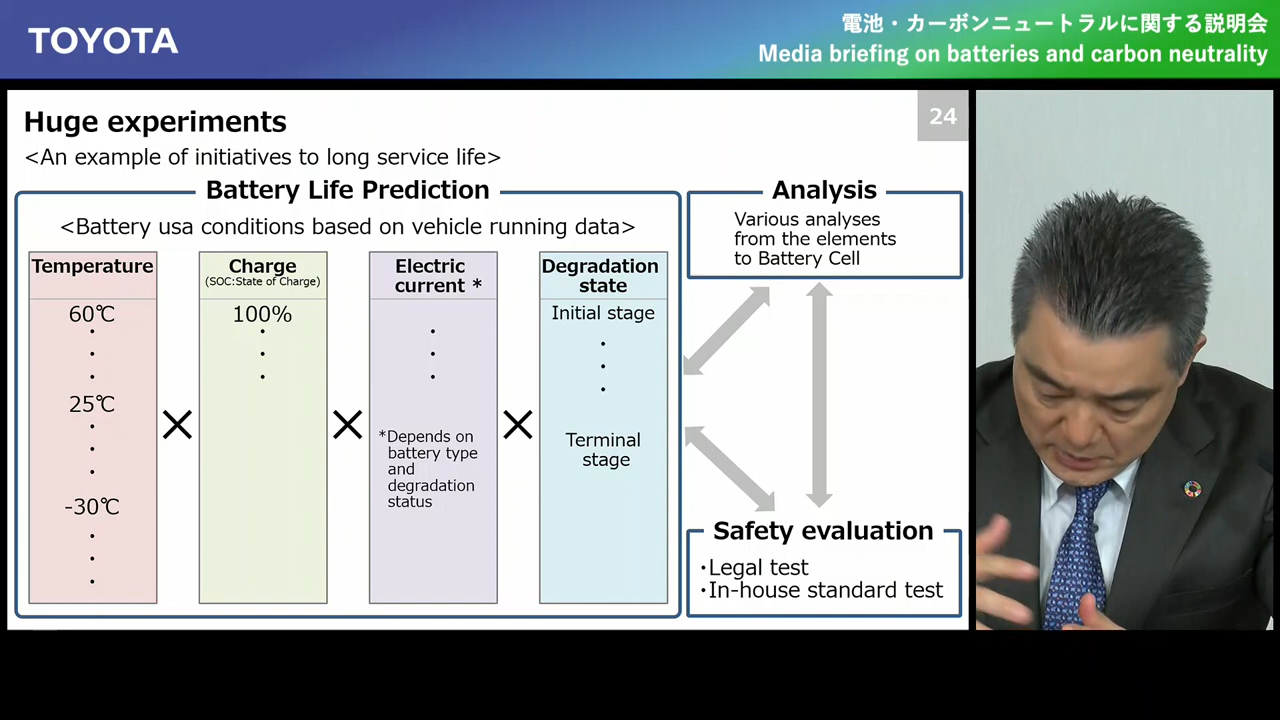 TOYOTA
電池・カーボンニュートラルに関する説明会
Media briefing on batteries and carbon neutrality
24
Huge experiments
<An example of initiatives to long service life>
Battery Life Prediction
<Battery usa conditions based on vehicle running data>
Temperature
60℃
・
・
・
25℃
・
・
・
-30℃
・
・
・
×
Charge
(SOC:State of Charge)
100%
・
・
・
×
Electric
current *
・
・
・
*Depends on
battery type
and
degradation
status
×
Degradation
state
Initial stage
・
・
・
Terminal
stage
Analysis
Various analyses
from the elements
to Battery Cell
Safety evaluation
・Legal test
・In-house standard test